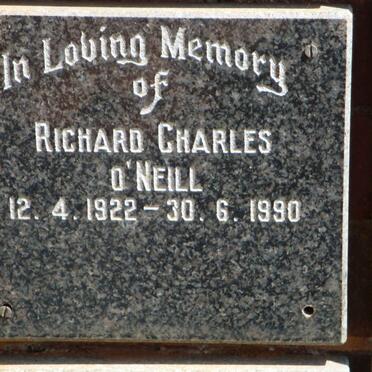 In Loving Memory
of
RICHARD CHARLES
O'NEILL
12. 4. 1922 - 30. 6. 1990